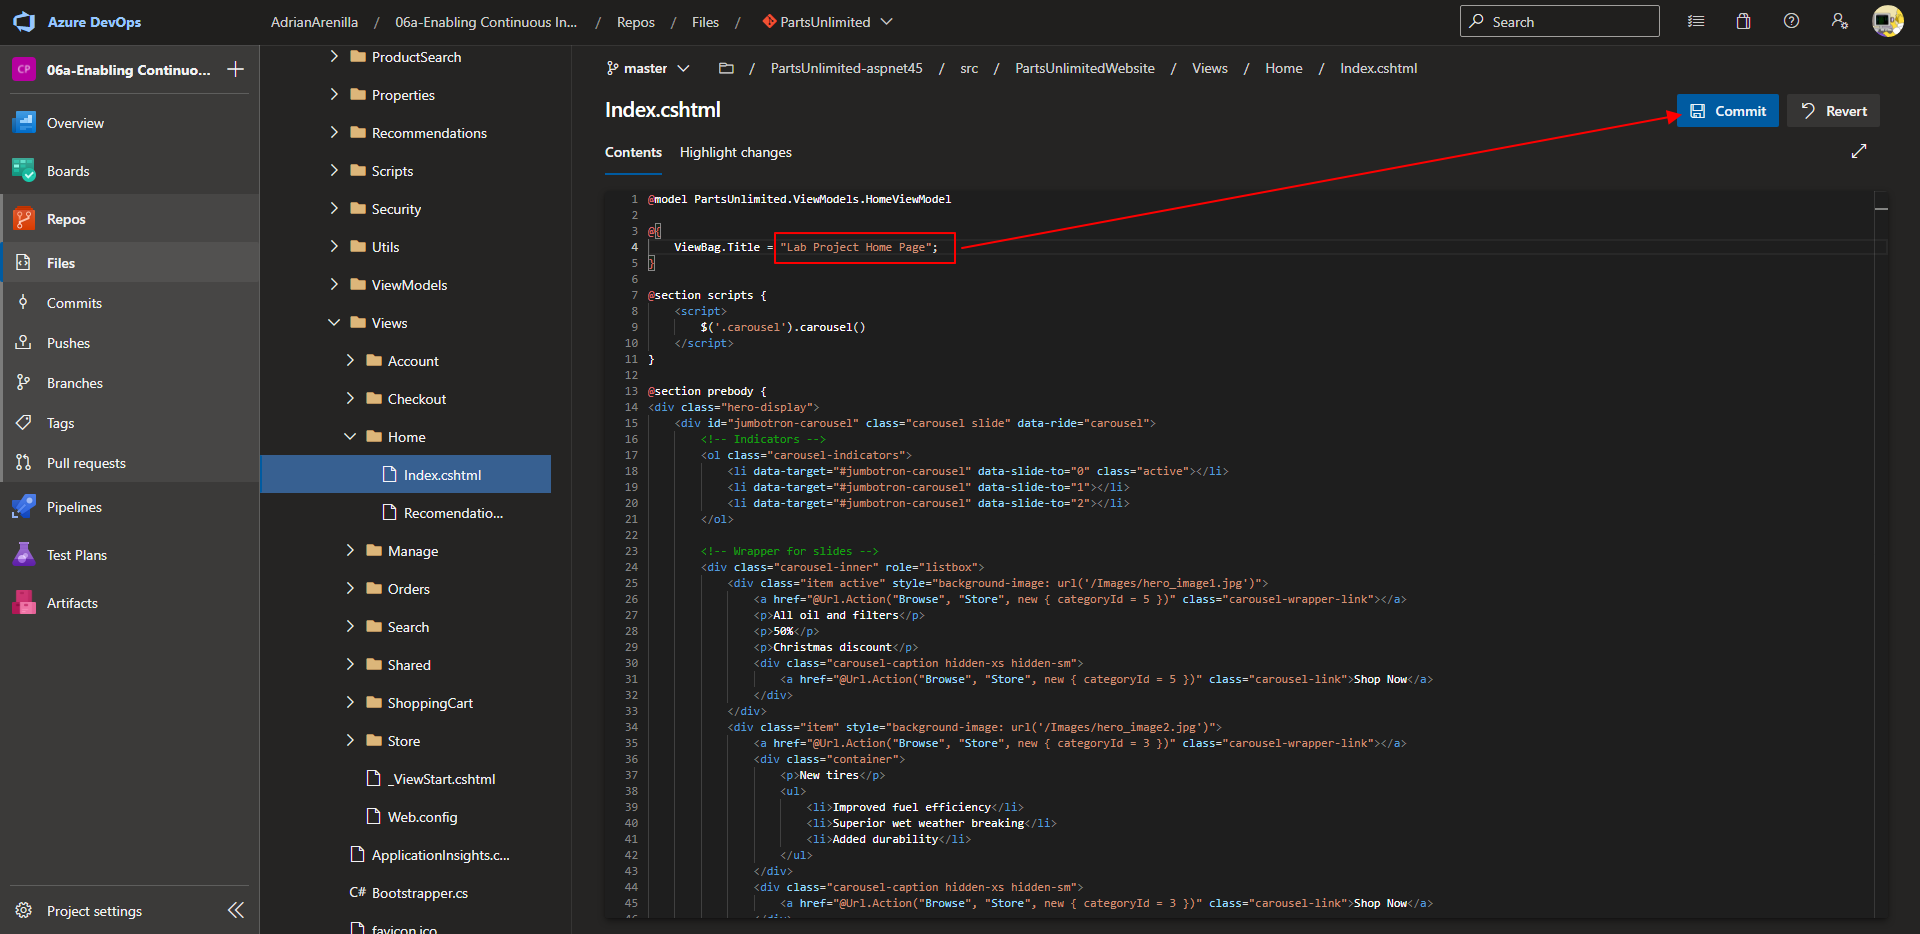 Azure DevOps
AdrianArenilla / 06a-Enabling Continuous In... / Repos / Files / PartsUnlimited
Search
CP 06a-Enabling Continuo...
Overview
Boards
Repos
Files
Commits
Pushes
Branches
Tags
Pull requests
Pipelines
Test Plans
Artifacts
Project settings
ProductSearch
Properties
Recommendations
Scripts
Security
Utils
ViewModels
Views
Account
Checkout
Home
Index.cshtml
Recomendatio...
Manage
Orders
Search
Shared
ShoppingCart
Store
_ViewStart.cshtml
Web.config
ApplicationInsights.c...
C# Bootstrapper.cs
favicon.ico
master / PartsUnlimited-aspnet45 / src / PartsUnlimitedWebsite / Views / Home / Index.cshtml
Index.cshtml
Commit
Revert
Contents Highlight changes
1 @model PartsUnlimited.ViewModels.HomeViewModel
2
3 @{
4 ViewBag.Title = "Lab Project Home Page";
5 }
6
7 @section scripts {
8 <script>
9 $('.carousel').carousel()
10 </script>
11 }
12
13 @section prebody {
14 <div class="hero-display">
15 <div id="jumbotron-carousel" class="carousel slide" data-ride="carousel">
16 <!-- Indicators -->
17 <ol class="carousel-indicators">
18 <li data-target="#jumbotron-carousel" data-slide-to="0" class="active"></li>
19 <li data-target="#jumbotron-carousel" data-slide-to="1"></li>
20 <li data-target="#jumbotron-carousel" data-slide-to="2"></li>
21 </ol>
22
23 <!-- Wrapper for slides -->
24 <div class="carousel-inner" role="listbox">
25 <div class="item active" style="background-image: url('/Images/hero_image1.jpg')">
26 <a href="@Url.Action("Browse", "Store", new { categoryId = 5 })" class="carousel-wrapper-link"></a>
27 <p>All oil and filters</p>
28 <p>50%</p>
29 <p>Christmas discount</p>
30 <div class="carousel-caption hidden-xs hidden-sm">
31 <a href="@Url.Action("Browse", "Store", new { categoryId = 5 })" class="carousel-link">Shop Now</a>
32 </div>
33 </div>
34 <div class="item" style="background-image: url('/Images/hero_image2.jpg')">
35 <a href="@Url.Action("Browse", "Store", new { categoryId = 3 })" class="carousel-wrapper-link"></a>
36 <div class="container">
37 <p>New tires</p>
38 <ul>
39 <li>Improved fuel efficiency</li>
40 <li>Superior wet weather breaking</li>
41 <li>Added durability</li>
42 </ul>
43 </div>
44 <div class="carousel-caption hidden-xs hidden-sm">
45 <a href="@Url.Action("Browse", "Store", new { categoryId = 3 })" class="carousel-link">Shop Now</a>
46 </div>